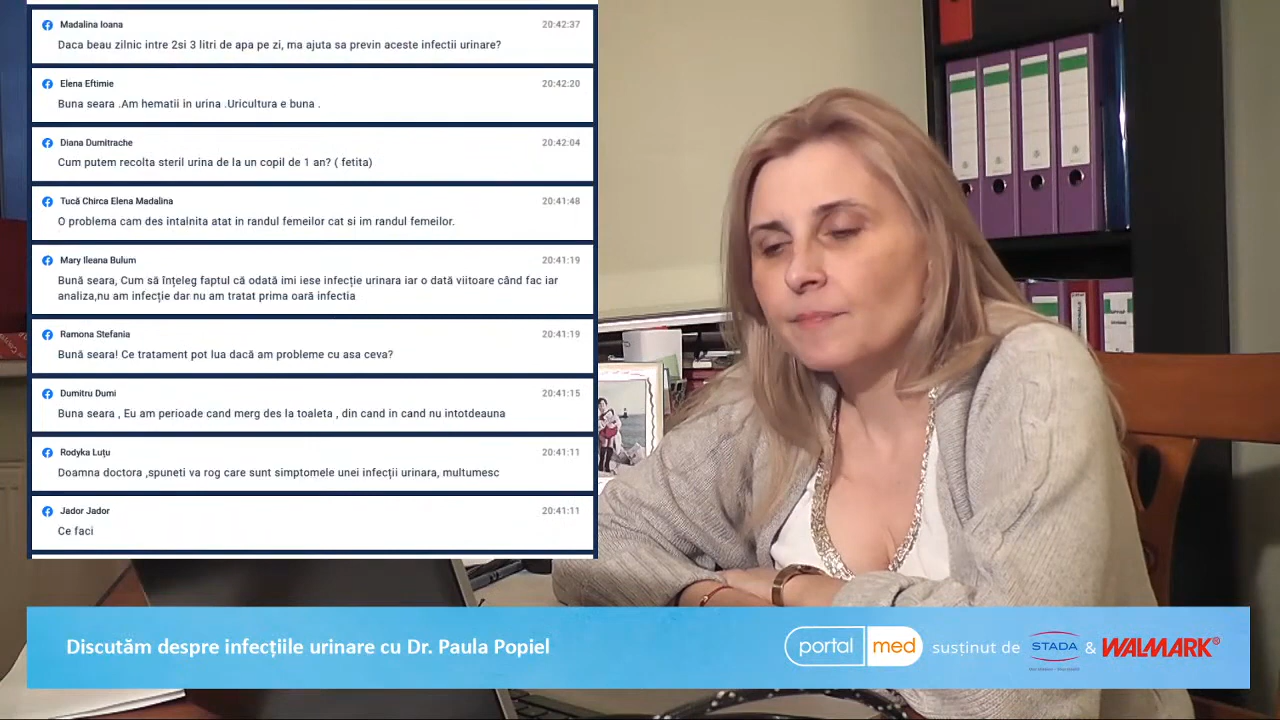 Madalina Ioana 20:42:37
Daca beau zilnic intre 2si 3 litri de apa pe zi, ma ajuta sa previn aceste infectii urinare?
Elena Eftimie 20:42:20
Buna seara .Am hematii in urina .Uricultura e buna .
Diana Dumitrache 20:42:04
Cum putem recolta steril urina de la un copil de 1 an? ( fetita)
Tucă Chirca Elena Madalina 20:41:48
O problema cam des intalnita atat in randul femeilor cat si im randul femeilor.
Mary Ileana Bulum 20:41:19
Bună seara, Cum să înțeleg faptul că odată imi iese infecție urinara iar o dată viitoare când fac iar
analiza,nu am infecție dar nu am tratat prima oară infectia
Ramona Stefania 20:41:19
Bună seara! Ce tratament pot lua dacă am probleme cu asa ceva?
Dumitru Dumi 20:41:15
Buna seara , Eu am perioade cand merg des la toaleta , din cand in cand nu intotdeauna
Rodyka Luțu 20:41:11
Doamna doctora ,spuneti va rog care sunt simptomele unei infecții urinara, multumesc
Jador Jador 20:41:11
Ce faci
Discutăm despre infecțiile urinare cu Dr. Paula Popiel
portal med susținut de STADA & WALMARK®